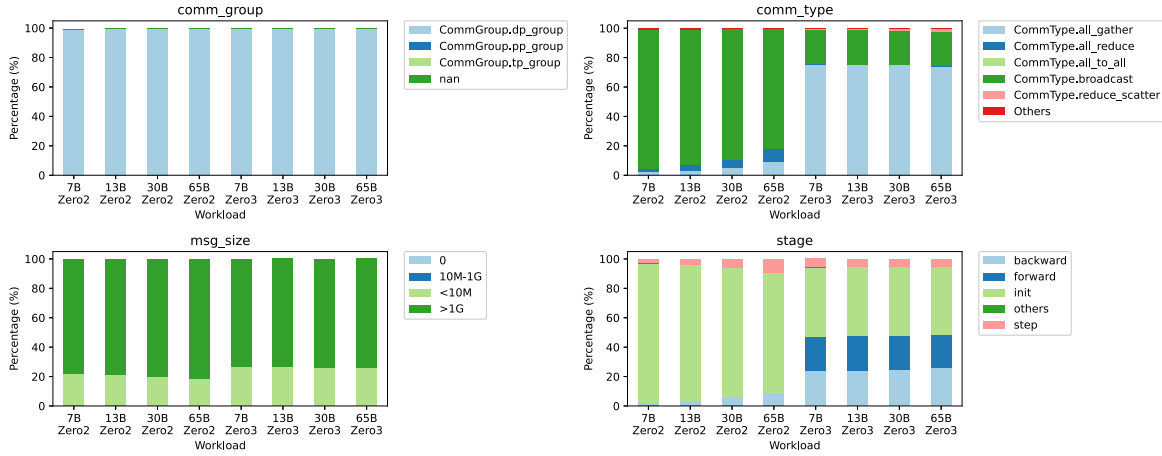 comm_group
Percentage (%)
100
80
60
40
20
0
7B Zero2
13B Zero2
30B Zero2
65B Zero2
7B Zero3
13B Zero3
30B Zero3
65B Zero3
Workload
CommGroup.dp_group
CommGroup.pp_group
CommGroup.tp_group
nan
comm_type
Percentage (%)
100
80
60
40
20
0
7B Zero2
13B Zero2
30B Zero2
65B Zero2
7B Zero3
13B Zero3
30B Zero3
65B Zero3
Workload
CommType.all_gather
CommType.all_reduce
CommType.all_to_all
CommType.broadcast
CommType.reduce_scatter
Others
msg_size
Percentage (%)
100
80
60
40
20
0
7B Zero2
13B Zero2
30B Zero2
65B Zero2
7B Zero3
13B Zero3
30B Zero3
65B Zero3
Workload
0
10M-1G
<10M
>1G
stage
Percentage (%)
100
80
60
40
20
0
7B Zero2
13B Zero2
30B Zero2
65B Zero2
7B Zero3
13B Zero3
30B Zero3
65B Zero3
Workload
backward
forward
init
others
step